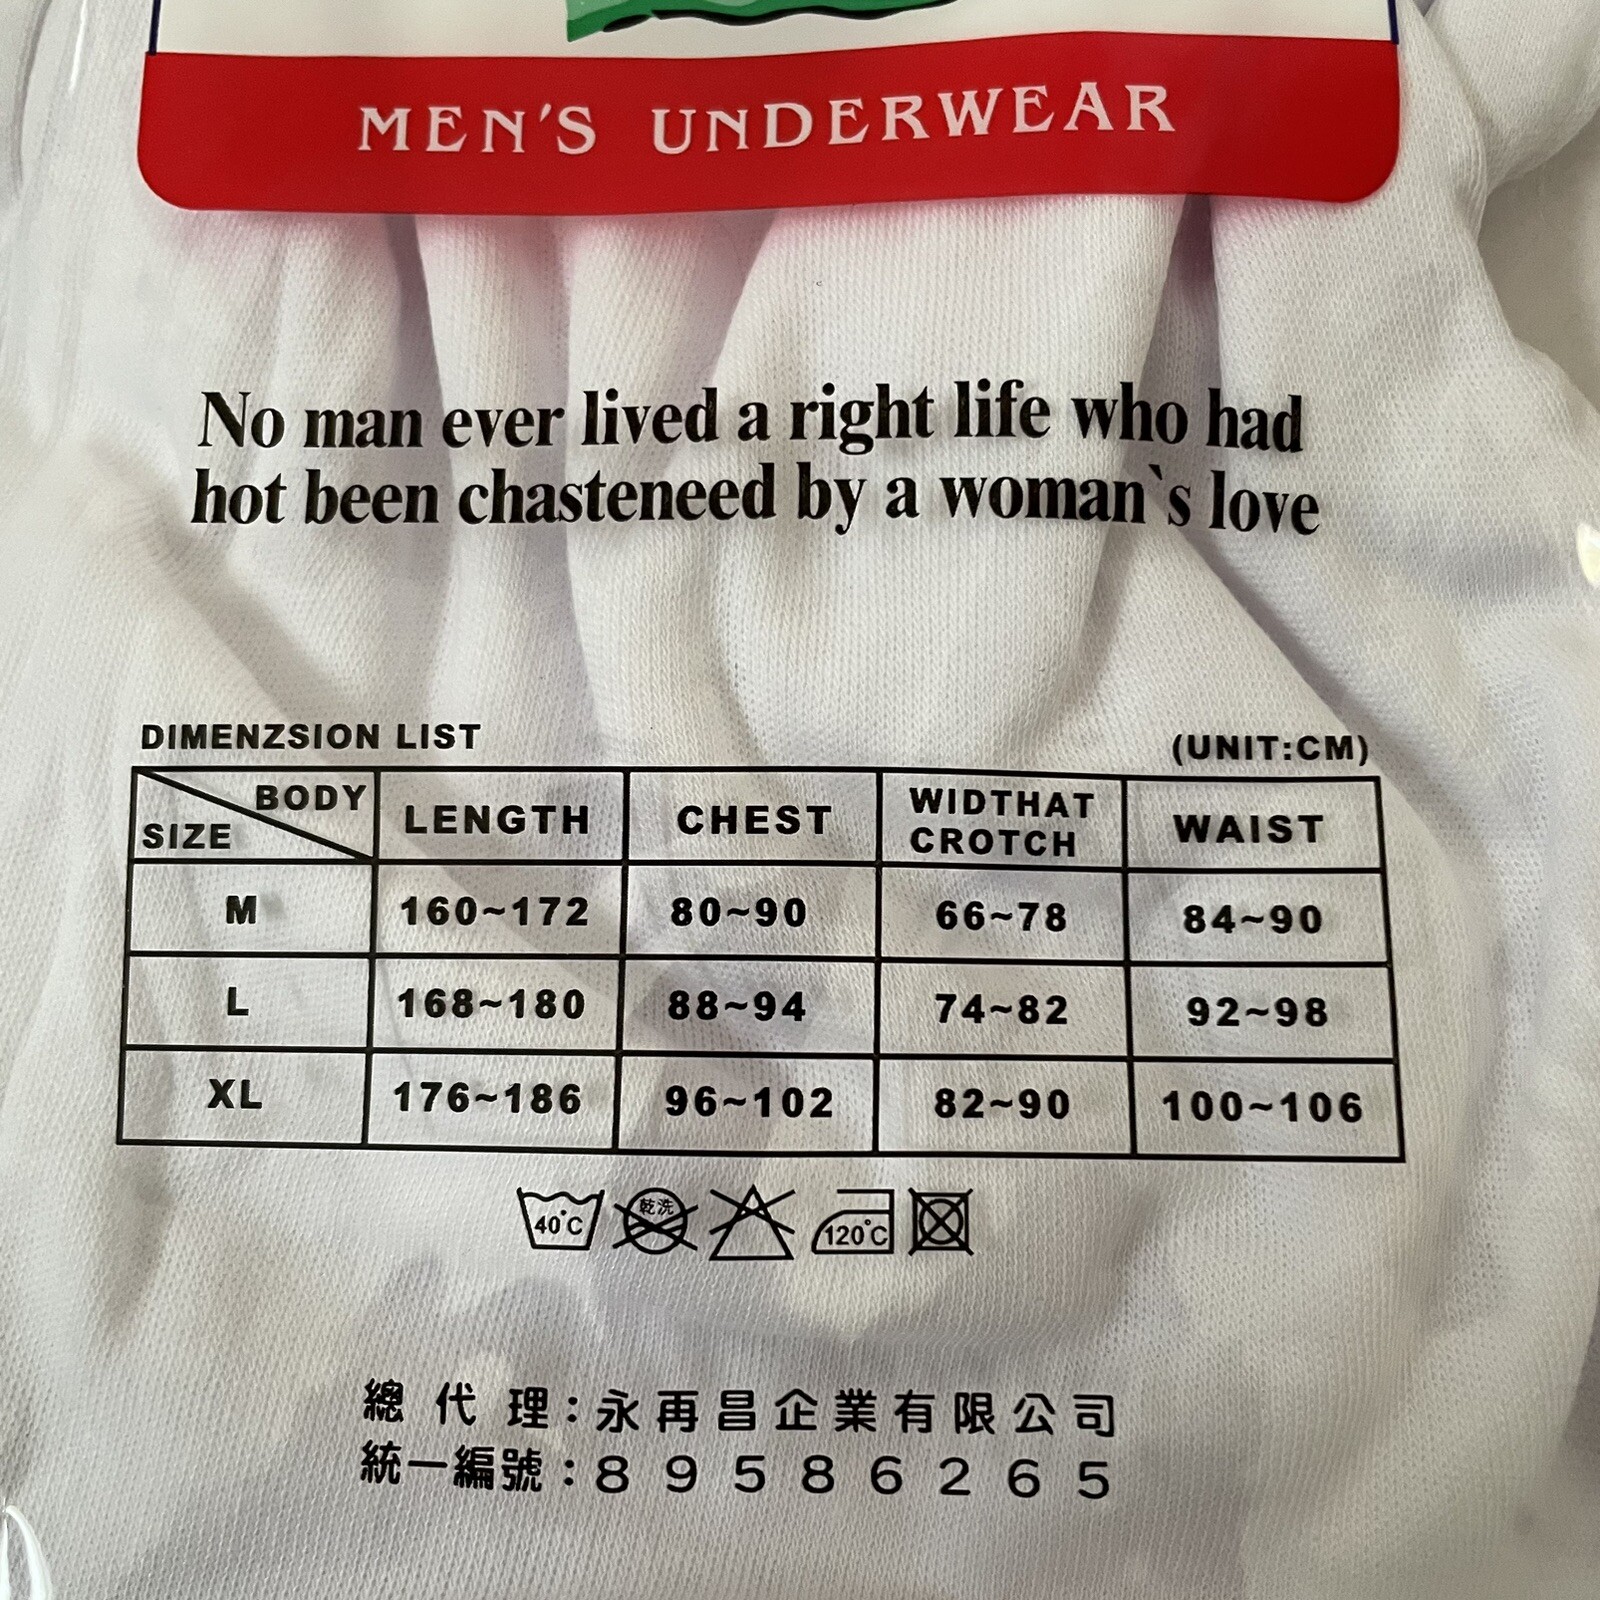 MEN'S UNDERWEAR
No man ever lived a right life who had
hot been chasteneed by a woman`s love
DIMENZSION LIST (UNIT:CM)
BODY SIZE LENGTH CHEST WIDTHAT CROTCH WAIST
M 160~172 80~90 66~78 84~90
L 168~180 88~94 74~82 92~98
XL 176~186 96~102 82~90 100~106
40°C 乾洗 120°C
總代理:永再昌企業有限公司
統一編號:89586265